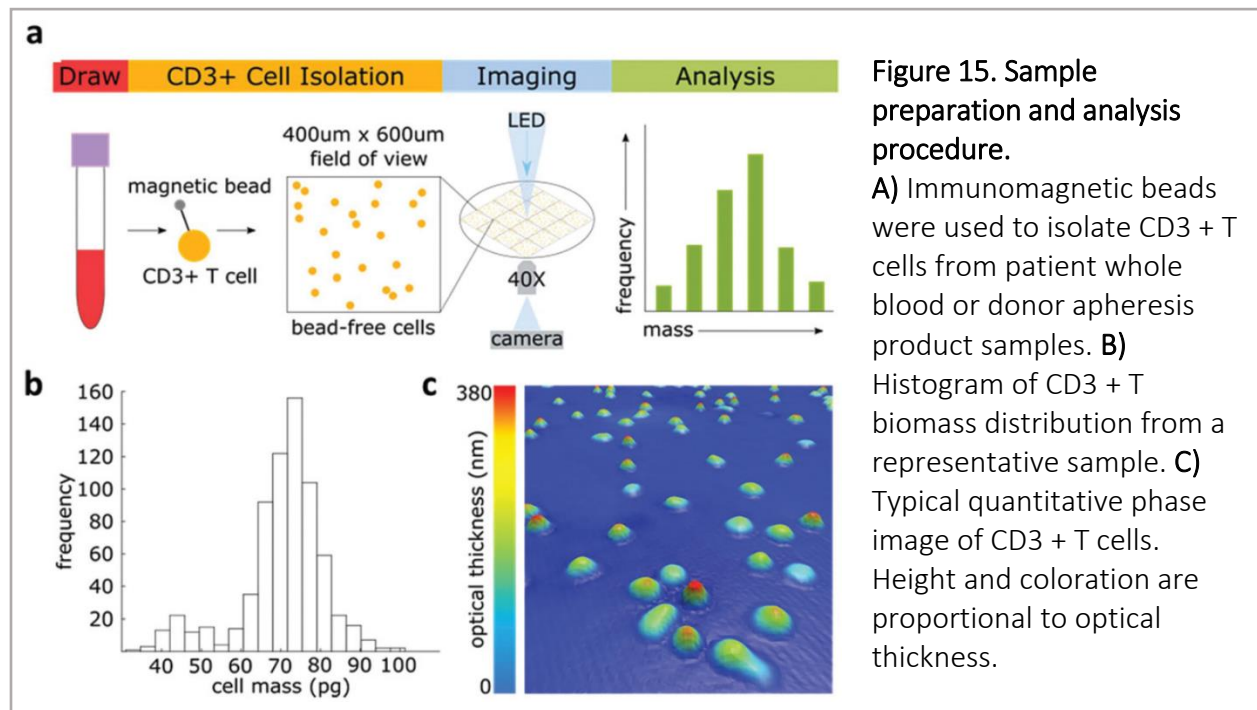 a
Draw CD3+ Cell Isolation Imaging Analysis
magnetic bead
CD3+ T cell
400um x 600um
field of view
bead-free cells
LED
40X
camera
frequency
mass
b
160
140
120
100
80
60
40
20
frequency
40 50 60 70 80 90 100
cell mass (pg)
c
380
optical thickness (nm)
0
Figure 15. Sample
preparation and analysis
procedure.
A) Immunomagnetic beads
were used to isolate CD3 + T
cells from patient whole
blood or donor apheresis
product samples. B)
Histogram of CD3 + T
biomass distribution from a
representative sample. C)
Typical quantitative phase
image of CD3 + T cells.
Height and coloration are
proportional to optical
thickness.